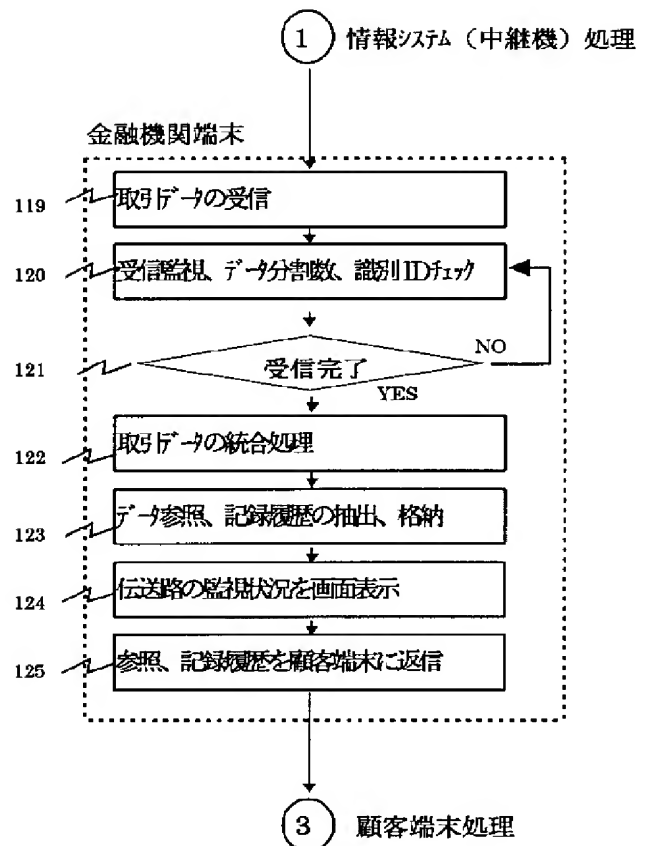 1 情報システム（中継機）処理
金融機関端末
119 取引データの受信
120 受信監視、データ分割数、識別IDチェック
121 受信完了 NO
YES
122 取引データの統合処理
123 データ参照、記録履歴の抽出、格納
124 伝送路の監視状況を画面表示
125 参照、記録履歴を顧客端末に返信
3 顧客端末処理